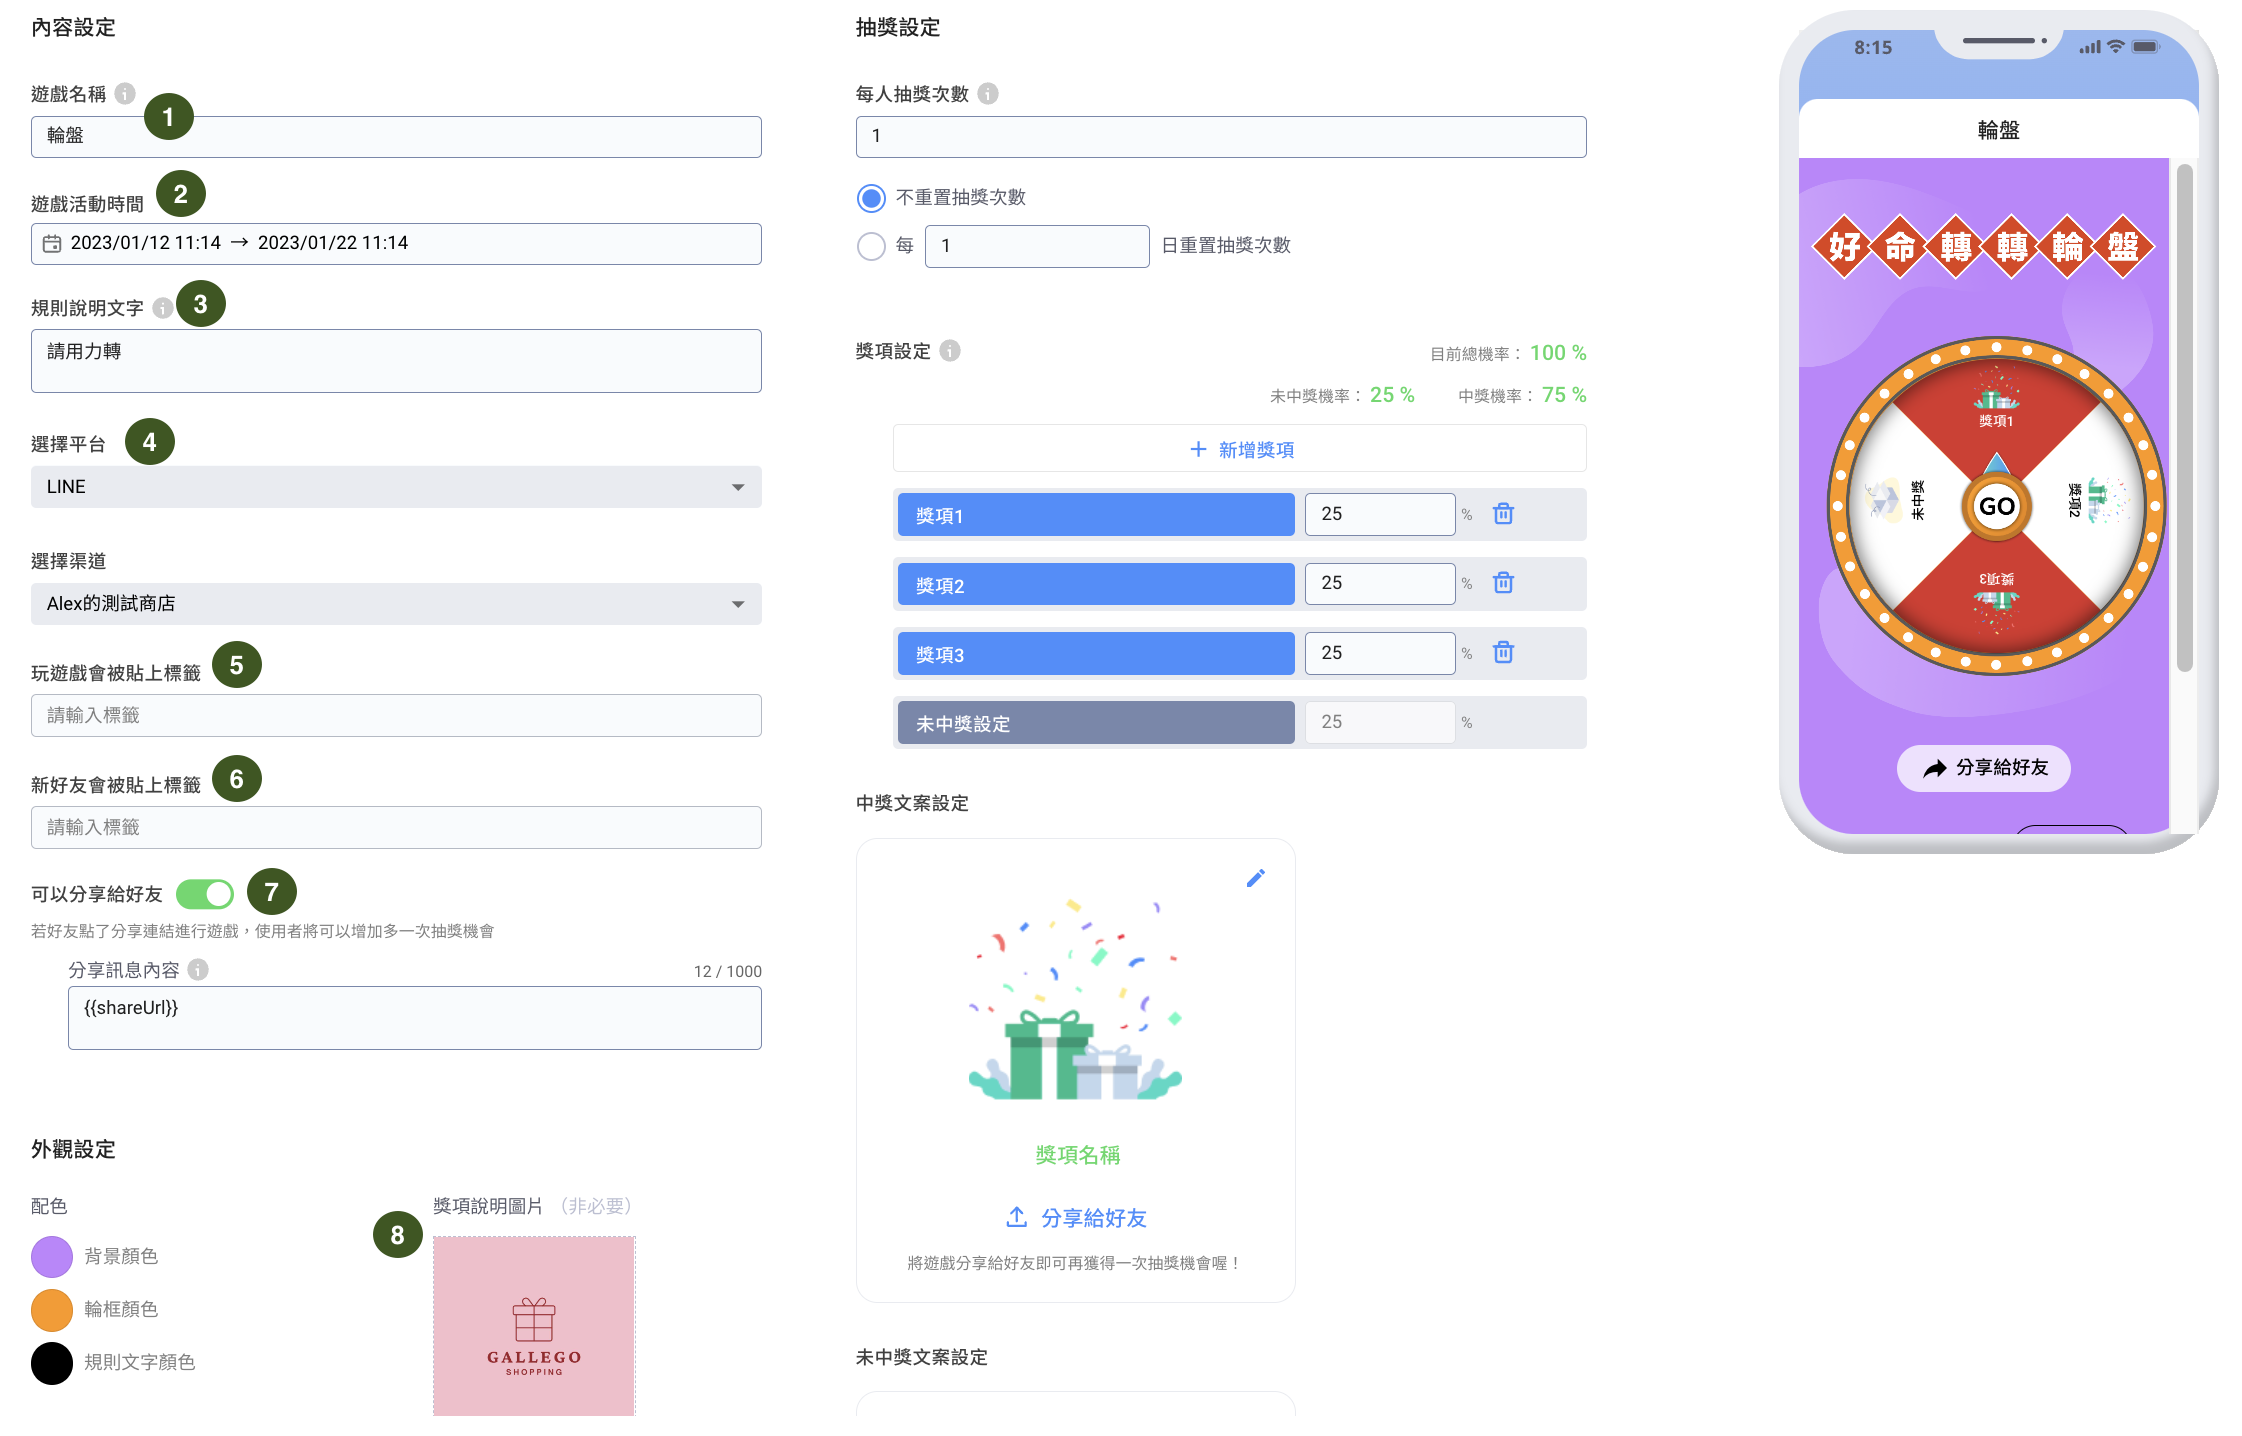 內容設定
遊戲名稱
1
輪盤
遊戲活動時間
2
2023/01/12 11:14 → 2023/01/22 11:14
規則說明文字
3
請用力轉
選擇平台
4
LINE
選擇渠道
Alex的測試商店
玩遊戲會被貼上標籤
5
請輸入標籤
新好友會被貼上標籤
6
請輸入標籤
可以分享給好友
7
若好友點了分享連結進行遊戲，使用者將可以增加多一次抽獎機會
分享訊息內容
12 / 1000
{{shareUrl}}
外觀設定
配色
背景顏色
輪框顏色
規則文字顏色
獎項說明圖片 （非必要）
8
GALLEGO
SHOPPING
抽獎設定
每人抽獎次數
1
不重置抽獎次數
每 1 日重置抽獎次數
獎項設定
目前總機率： 100 %
未中獎機率： 25 % 中獎機率： 75 %
+ 新增獎項
獎項1 25 %
獎項2 25 %
獎項3 25 %
未中獎設定 25 %
中獎文案設定
獎項名稱
分享給好友
將遊戲分享給好友即可再獲得一次抽獎機會喔！
未中獎文案設定
8:15
輪盤
好命轉轉輪盤
獎項1
獎項2
獎項3
未中獎
GO
分享給好友